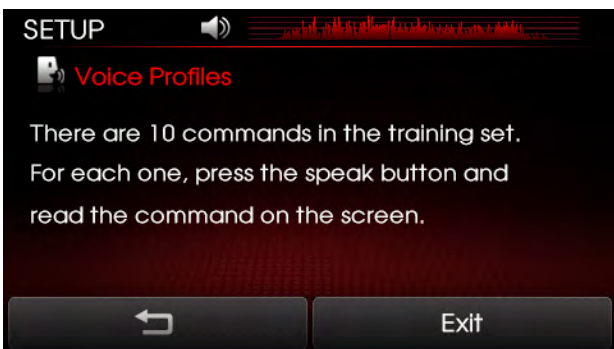 SETUP
Voice Profiles
There are 10 commands in the training set.
For each one, press the speak button and
read the command on the screen.
Exit